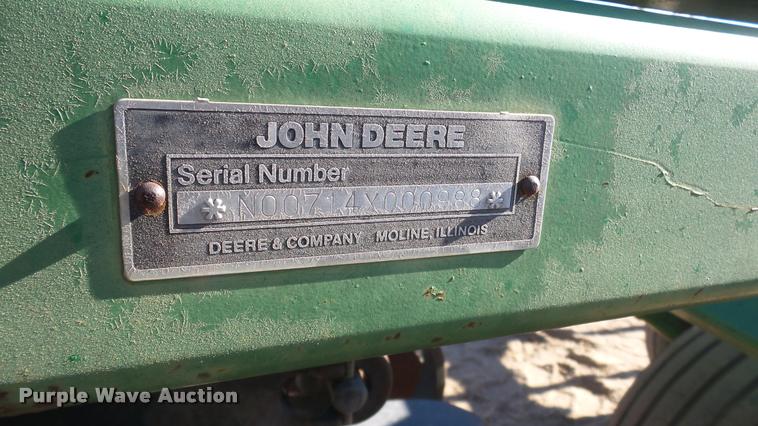 JOHN DEERE
Serial Number
*N00714X000988*
DEERE & COMPANY MOLINE, ILLINOIS
Purple Wave Auction